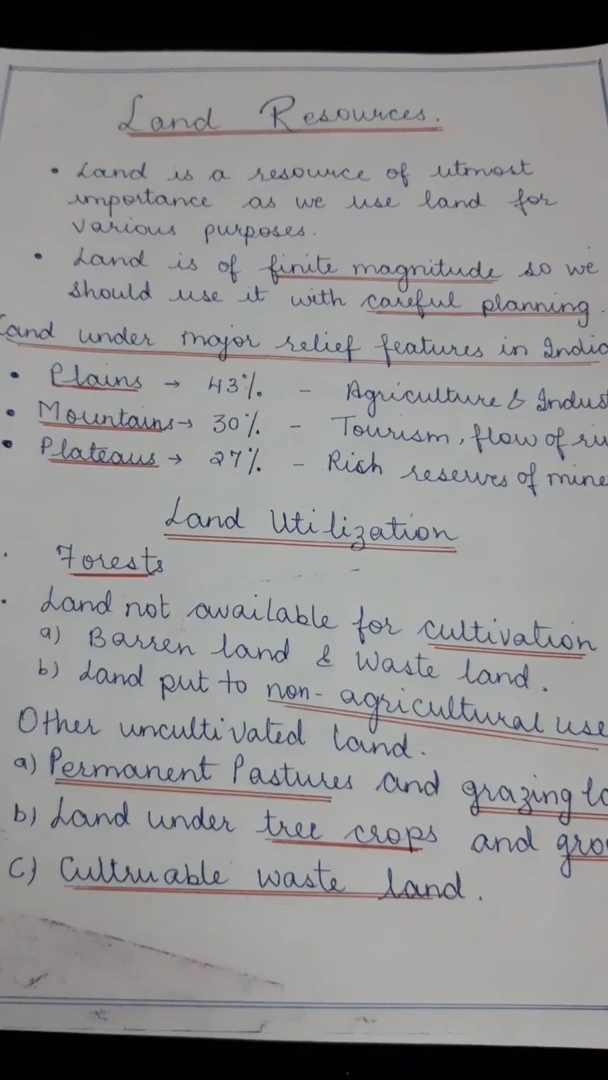 Land Resources.
• Land is a resource of utmost
importance as we use land for
various purposes.
• Land is of finite magnitude so we
should use it with careful planning.
Land under major relief features in India
• Plains → 43% - Agriculture & Indust
• Mountains → 30% - Tourism, flow of ri
• Plateaus → 27% - Rich reserves of mine
Land Utilization
• Forests
• Land not available for cultivation
a) Barren land & Waste land.
b) Land put to non-agricultural use
Other uncultivated land.
a) Permanent Pastures and grazing la
b) Land under tree crops and gro
c) Cultruable waste land.